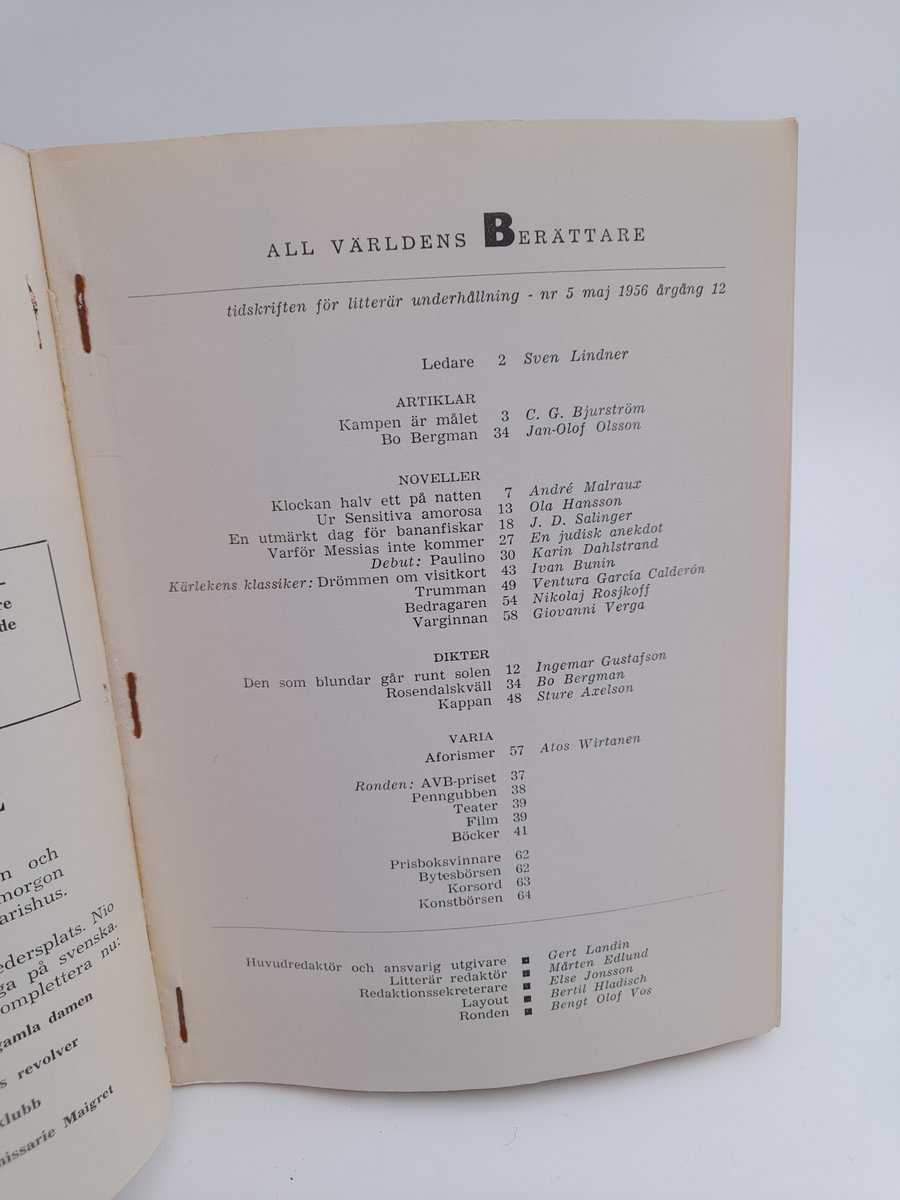 re
de
n och
morgon
arishus.
edersplats. Nio
ga på svenska.
omplettera nu:
gamla damen
s revolver
klubb
missarie Maigret
ALL VÄRLDENS BERÄTTARE
tidskriften för litterär underhållning - nr 5 maj 1956 årgång 12
Ledare 2 Sven Lindner
ARTIKLAR
Kampen är målet 3 C. G. Bjurström
Bo Bergman 34 Jan-Olof Olsson
NOVELLER
Klockan halv ett på natten 7 André Malraux
Ur Sensitiva amorosa 13 Ola Hansson
En utmärkt dag för bananfiskar 18 J. D. Salinger
Varför Messias inte kommer 27 En judisk anekdot
Debut: Paulino 30 Karin Dahlstrand
Kärlekens klassiker: Drömmen om visitkort 43 Ivan Bunin
Trumman 49 Ventura García Calderón
Bedragaren 54 Nikolaj Rosjkoff
Varginnan 58 Giovanni Verga
DIKTER
Den som blundar går runt solen 12 Ingemar Gustafson
Rosendalskväll 34 Bo Bergman
Kappan 48 Sture Axelson
VARIA
Aforismer 57 Atos Wirtanen
Ronden: AVB-priset 37
Penngubben 38
Teater 39
Film 39
Böcker 41
Prisboksvinnare 62
Bytesbörsen 62
Korsord 63
Konstbörsen 64
Huvudredaktör och ansvarig utgivare ■ Gert Landin
Litterär redaktör ■ Mårten Edlund
Redaktionssekreterare ■ Else Jonsson
Layout ■ Bertil Hladisch
Ronden ■ Bengt Olof Vos